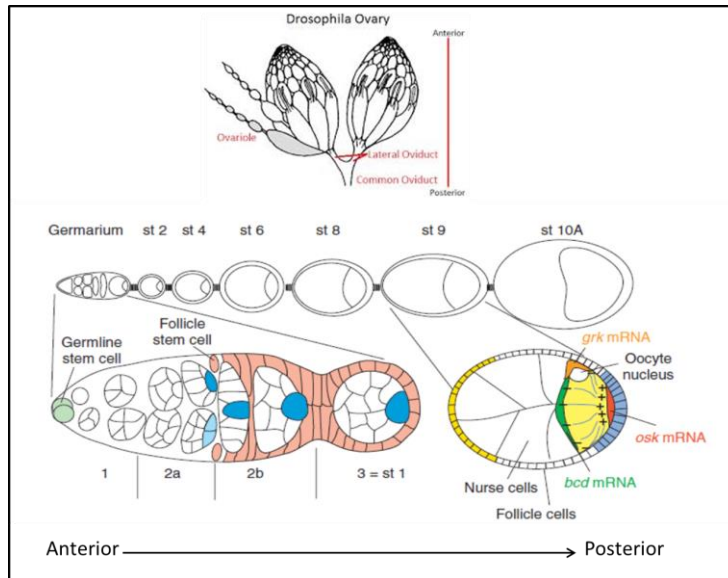 Drosophila Ovary
Anterior
Ovariole
Lateral Oviduct
Common Oviduct
Posterior
Germarium st 2 st 4 st 6 st 8 st 9 st 10A
Follicle
stem cell
Germline
stem cell
grk mRNA
Oocyte
nucleus
osk mRNA
bcd mRNA
Nurse cells
Follicle cells
1 2a 2b 3 = st 1
Anterior Posterior